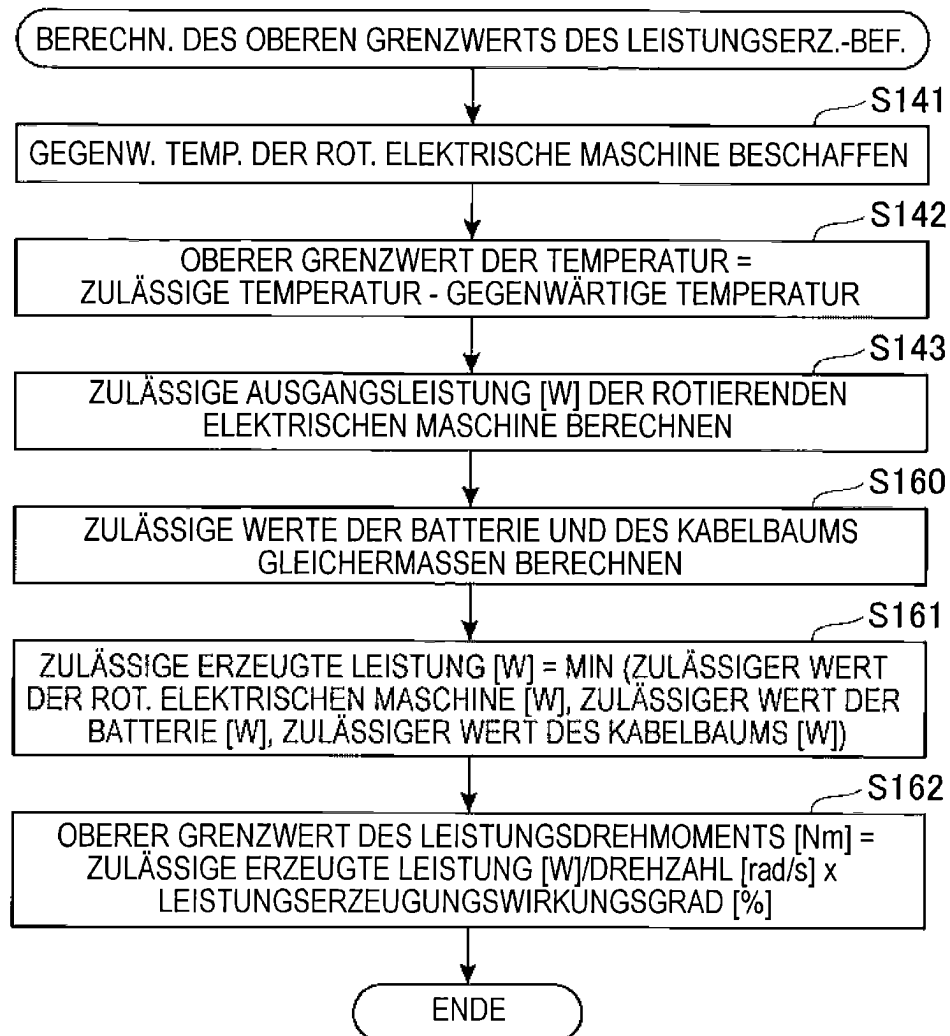 BERECHN. DES OBEREN GRENZWERTS DES LEISTUNGSERZ.-BEF.
S141
GEGENW. TEMP. DER ROT. ELEKTRISCHE MASCHINE BESCHAFFEN
S142
OBERER GRENZWERT DER TEMPERATUR =
ZULÄSSIGE TEMPERATUR - GEGENWÄRTIGE TEMPERATUR
S143
ZULÄSSIGE AUSGANGSLEISTUNG [W] DER ROTIERENDEN
ELEKTRISCHEN MASCHINE BERECHNEN
S160
ZULÄSSIGE WERTE DER BATTERIE UND DES KABELBAUMS
GLEICHERMASSEN BERECHNEN
S161
ZULÄSSIGE ERZEUGTE LEISTUNG [W] = MIN (ZULÄSSIGER WERT
DER ROT. ELEKTRISCHEN MASCHINE [W], ZULÄSSIGER WERT DER
BATTERIE [W], ZULÄSSIGER WERT DES KABELBAUMS [W])
S162
OBERER GRENZWERT DES LEISTUNGSDREHMOMENTS [Nm] =
ZULÄSSIGE ERZEUGTE LEISTUNG [W]/DREHZAHL [rad/s] x
LEISTUNGSERZEUGUNGSWIRKUNGSGRAD [%]
ENDE